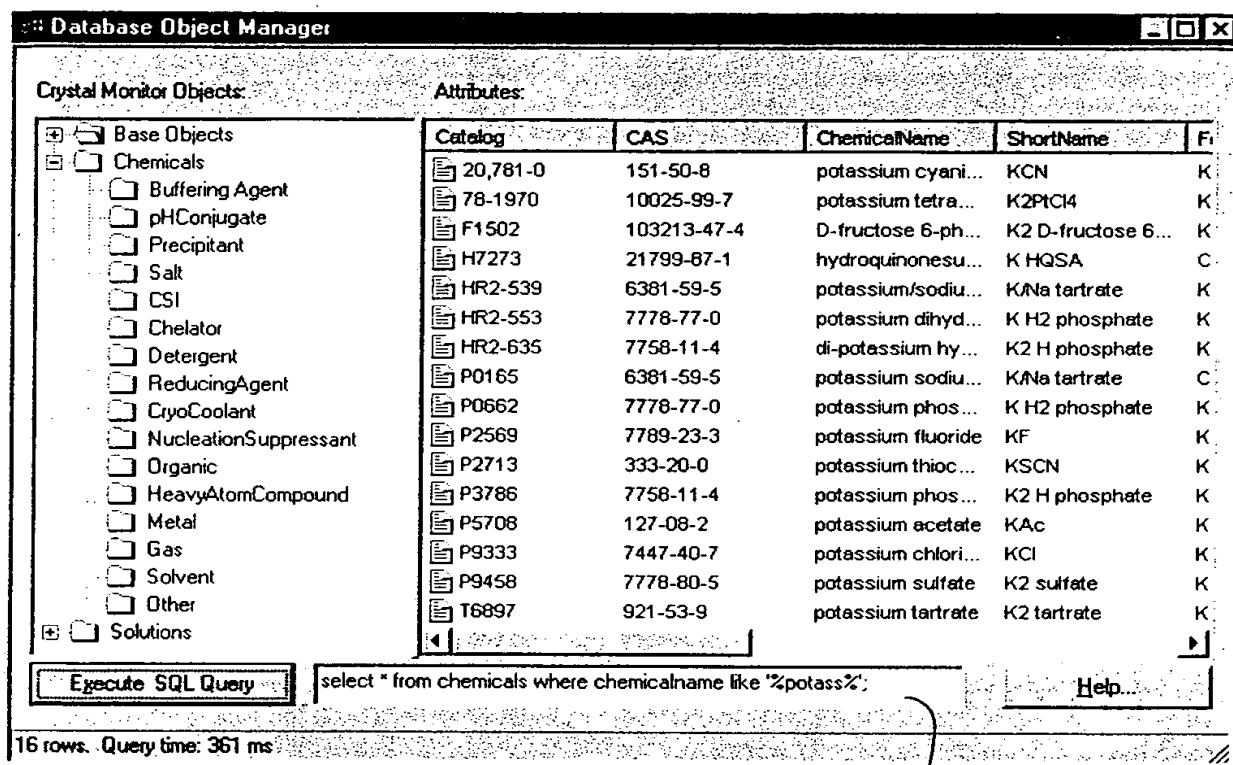 Database Object Manager
Crystal Monitor Objects:
Attributes:
Base Objects
Chemicals
Buffering Agent
pHConjugate
Precipitant
Salt
CSI
Chelator
Detergent
ReducingAgent
CryoCoolant
NucleationSuppressant
Organic
HeavyAtomCompound
Metal
Gas
Solvent
Other
Solutions
Catalog CAS ChemicalName ShortName
20,781-0 151-50-8 potassium cyani... KCN K
78-1970 10025-99-7 potassium tetra... K2PtCl4 K
F1502 103213-47-4 D-fructose 6-ph... K2 D-fructose 6... K
H7273 21799-87-1 hydroquinonesu... K HQSA C
HR2-539 6381-59-5 potassium/sodiu... K/Na tartrate K
HR2-553 7778-77-0 potassium dihyd... K H2 phosphate K
HR2-635 7758-11-4 di-potassium hy... K2 H phosphate K
P0165 6381-59-5 potassium sodiu... K/Na tartrate C
P0662 7778-77-0 potassium phos... K H2 phosphate K
P2569 7789-23-3 potassium fluoride KF K
P2713 333-20-0 potassium thioc... KSCN K
P3786 7758-11-4 potassium phos... K2 H phosphate K
P5708 127-08-2 potassium acetate KAc K
P9333 7447-40-7 potassium chlori... KCl K
P9458 7778-80-5 potassium sulfate K2 sulfate K
T6897 921-53-9 potassium tartrate K2 tartrate K
Execute SQL Query
select * from chemicals where chemicalname like '%potass%';
Help...
16 rows. Query time: 361 ms